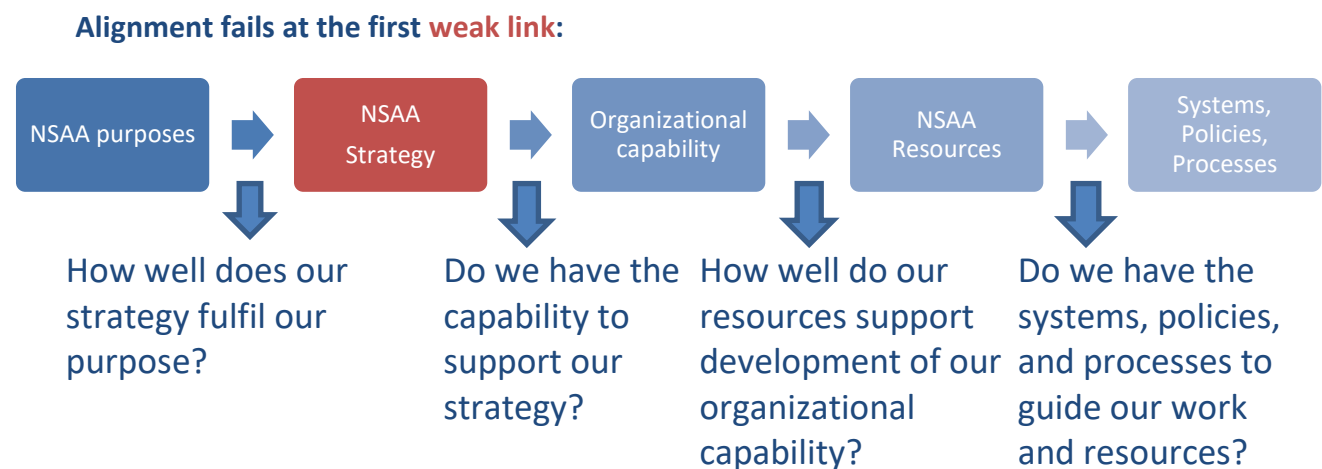 Alignment fails at the first weak link:
NSAA purposes
NSAA
Strategy
Organizational
capability
NSAA
Resources
Systems,
Policies,
Processes
How well does our
strategy fulfil our
purpose?
Do we have the
capability to
support our
strategy?
How well do our
resources support
development of our
organizational
capability?
Do we have the
systems, policies,
and processes to
guide our work
and resources?